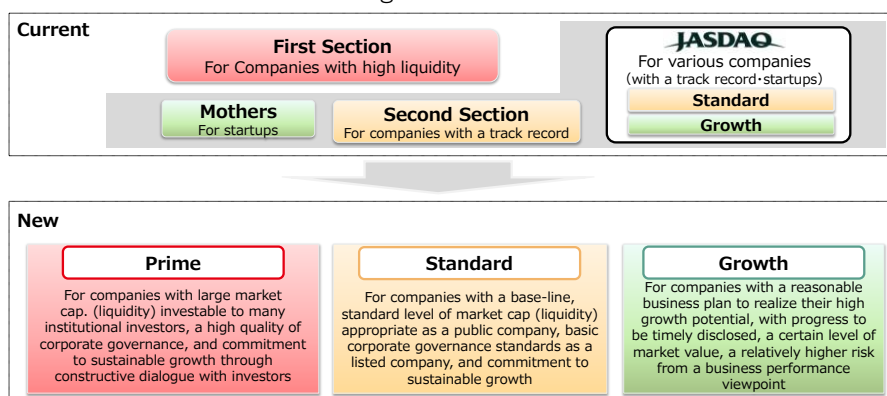 Current
First Section
For Companies with high liquidity
Mothers
For startups
Second Section
For companies with a track record
JASDAQ
For various companies
(with a track record・startups)
Standard
Growth
New
Prime
For companies with large market
cap. (liquidity) investable to many
institutional investors, a high quality of
corporate governance, and commitment
to sustainable growth through
constructive dialogue with investors
Standard
For companies with a base-line,
standard level of market cap (liquidity)
appropriate as a public company, basic
corporate governance standards as a
listed company, and commitment to
sustainable growth
Growth
For companies with a reasonable
business plan to realize their high
growth potential, with progress to
be timely disclosed, a certain level of
market value, a relatively higher risk
from a business performance
viewpoint